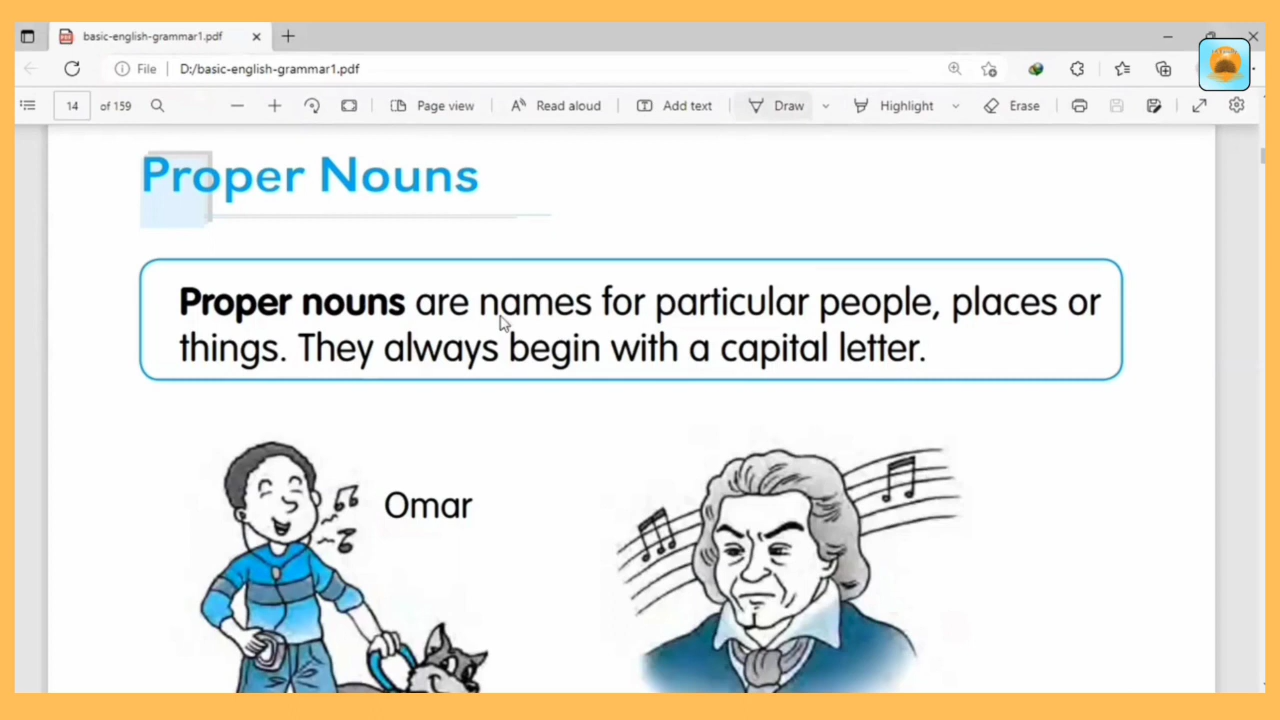 basic-english-grammar1.pdf
File D:/basic-english-grammar1.pdf
14 of 159 Page view Read aloud Add text Draw Highlight Erase
Proper Nouns
Proper nouns are names for particular people, places or
things. They always begin with a capital letter.
Omar